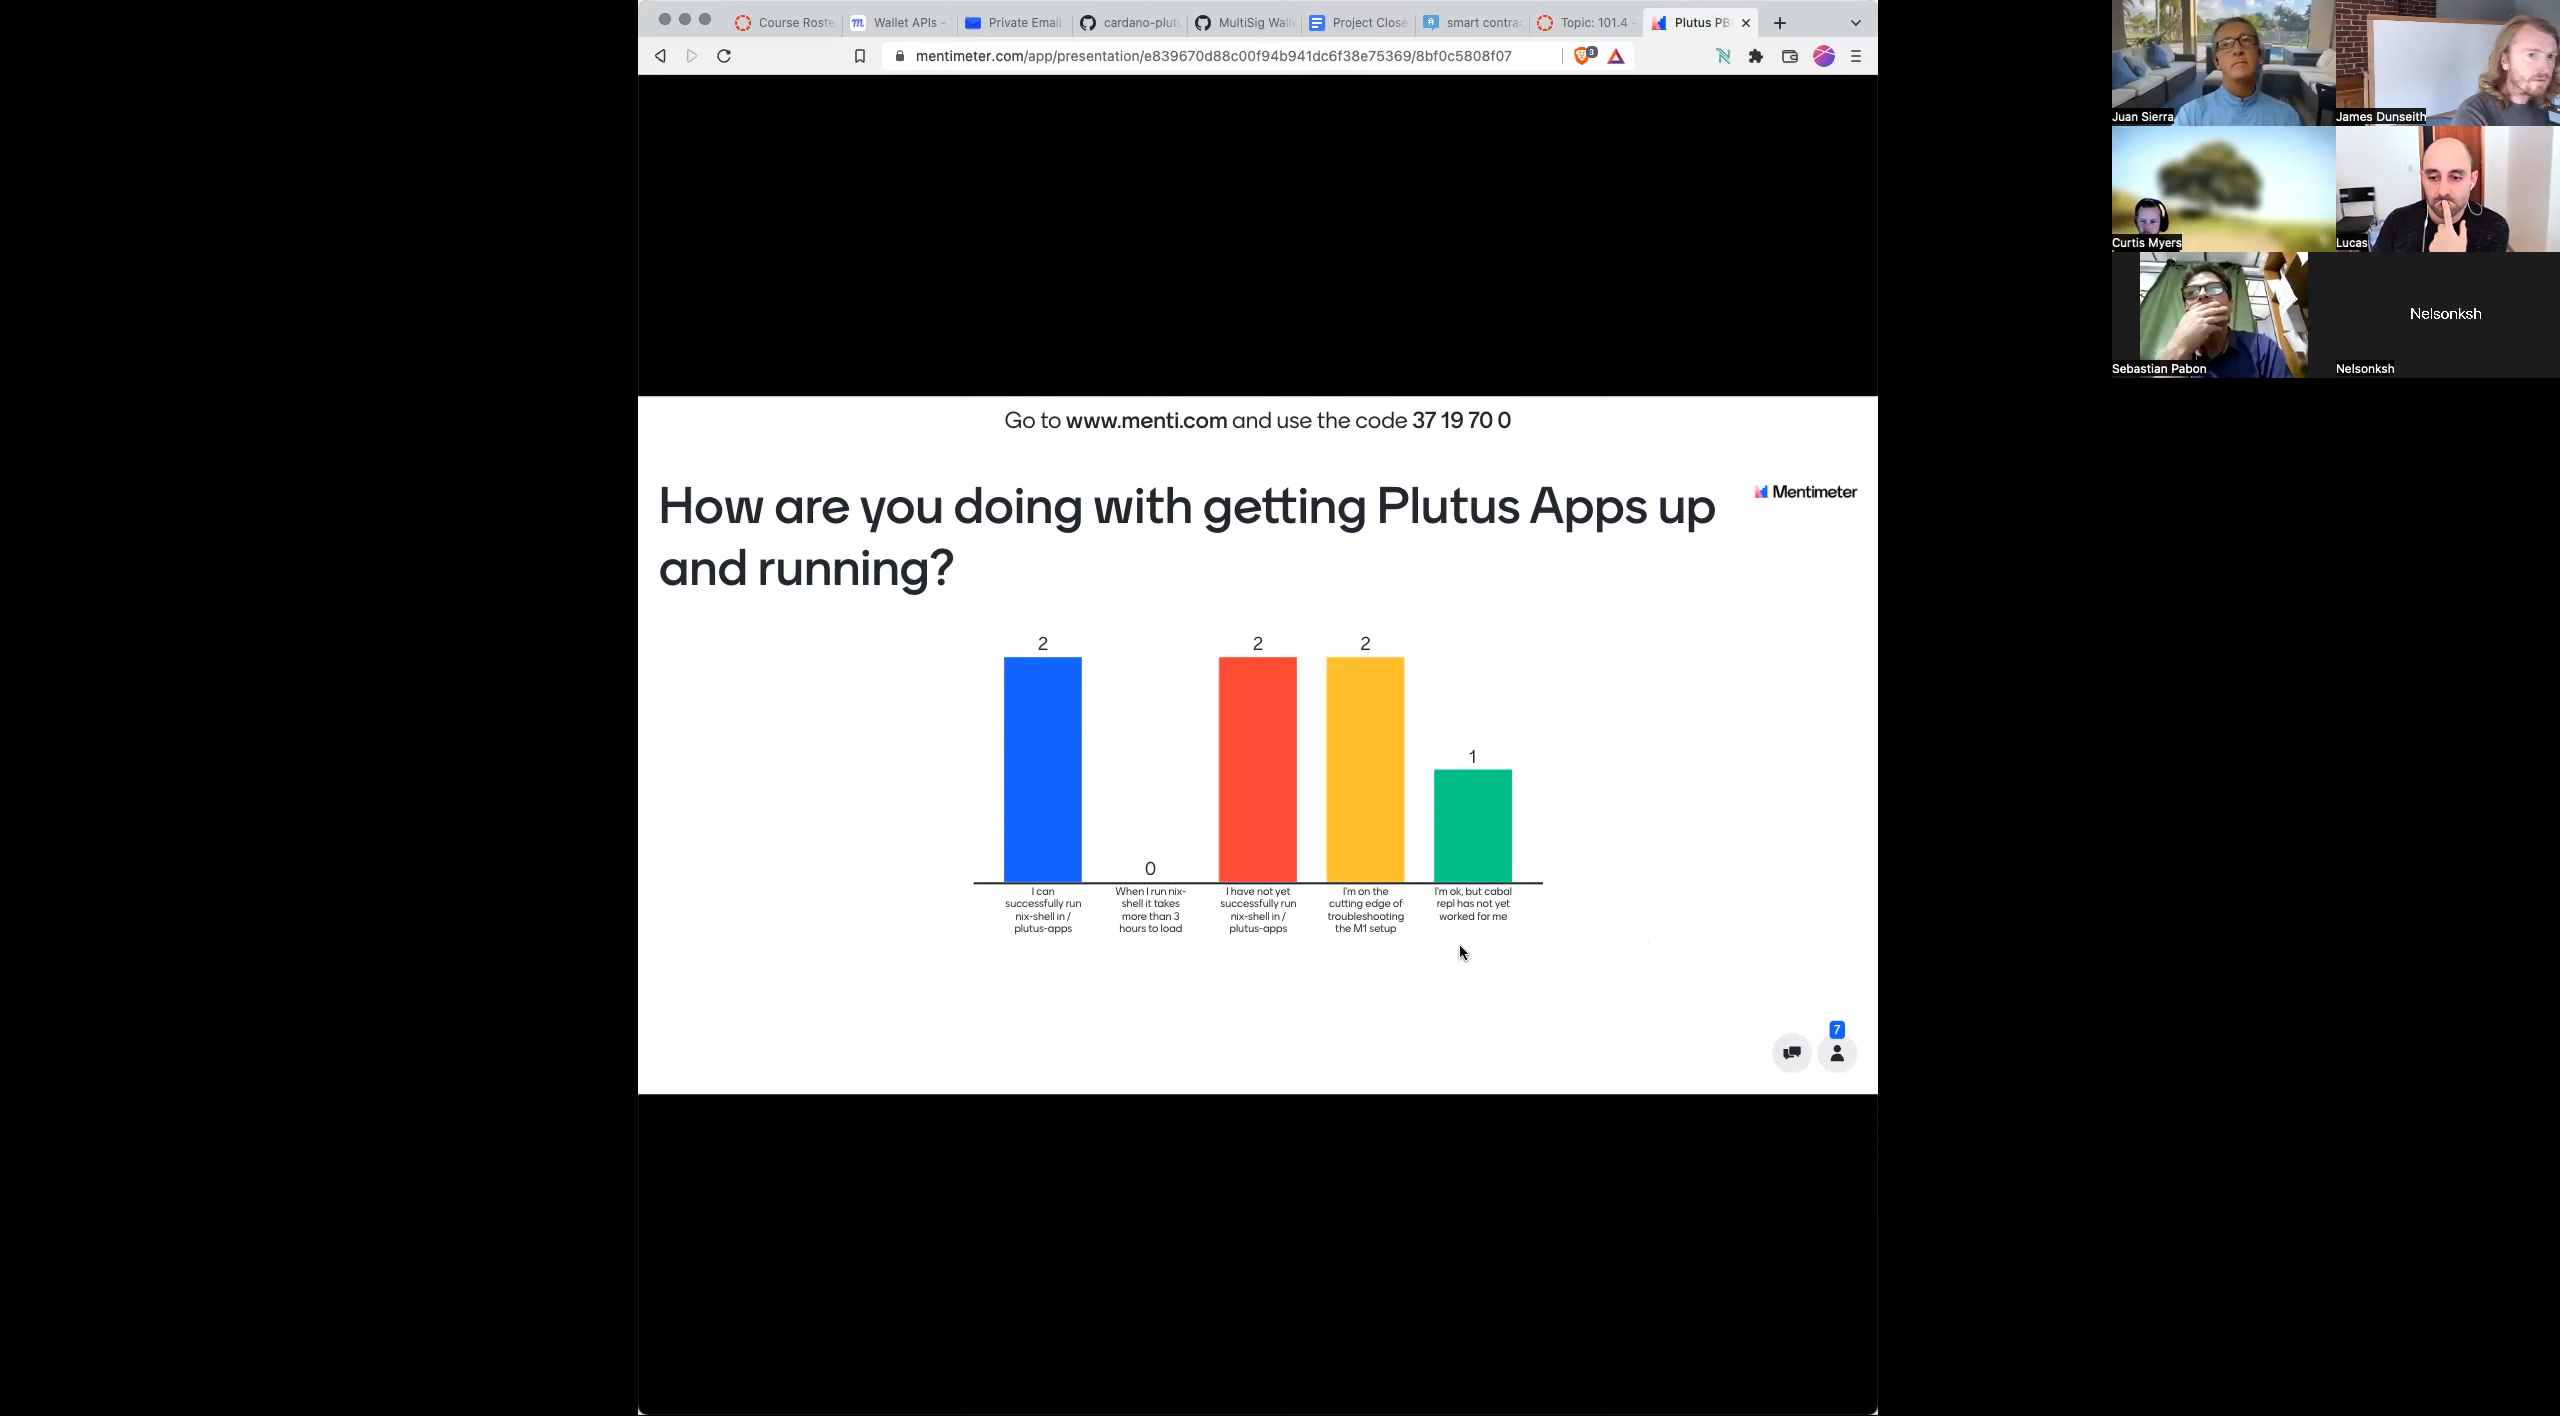 Course Roste
Wallet APIs -
Private Email
cardano-plut
MultiSig Walle
Project Close
smart contrac
Topic: 101.4 -
Plutus PB
mentimeter.com/app/presentation/e839670d88c00f94b941dc6f38e75369/8bf0c5808f07
3
Go to www.menti.com and use the code 37 19 70 0
How are you doing with getting Plutus Apps up
and running?
Mentimeter
2
0
2
2
1
I can
successfully run
nix-shell in /
plutus-apps
When I run nix-
shell it takes
more than 3
hours to load
I have not yet
successfully run
nix-shell in /
plutus-apps
I'm on the
cutting edge of
troubleshooting
the M1 setup
I'm ok, but cabal
repl has not yet
worked for me
7
Juan Sierra
James Dunseith
Curtis Myers
Lucas
Sebastian Pabon
Nelsonksh
Nelsonksh